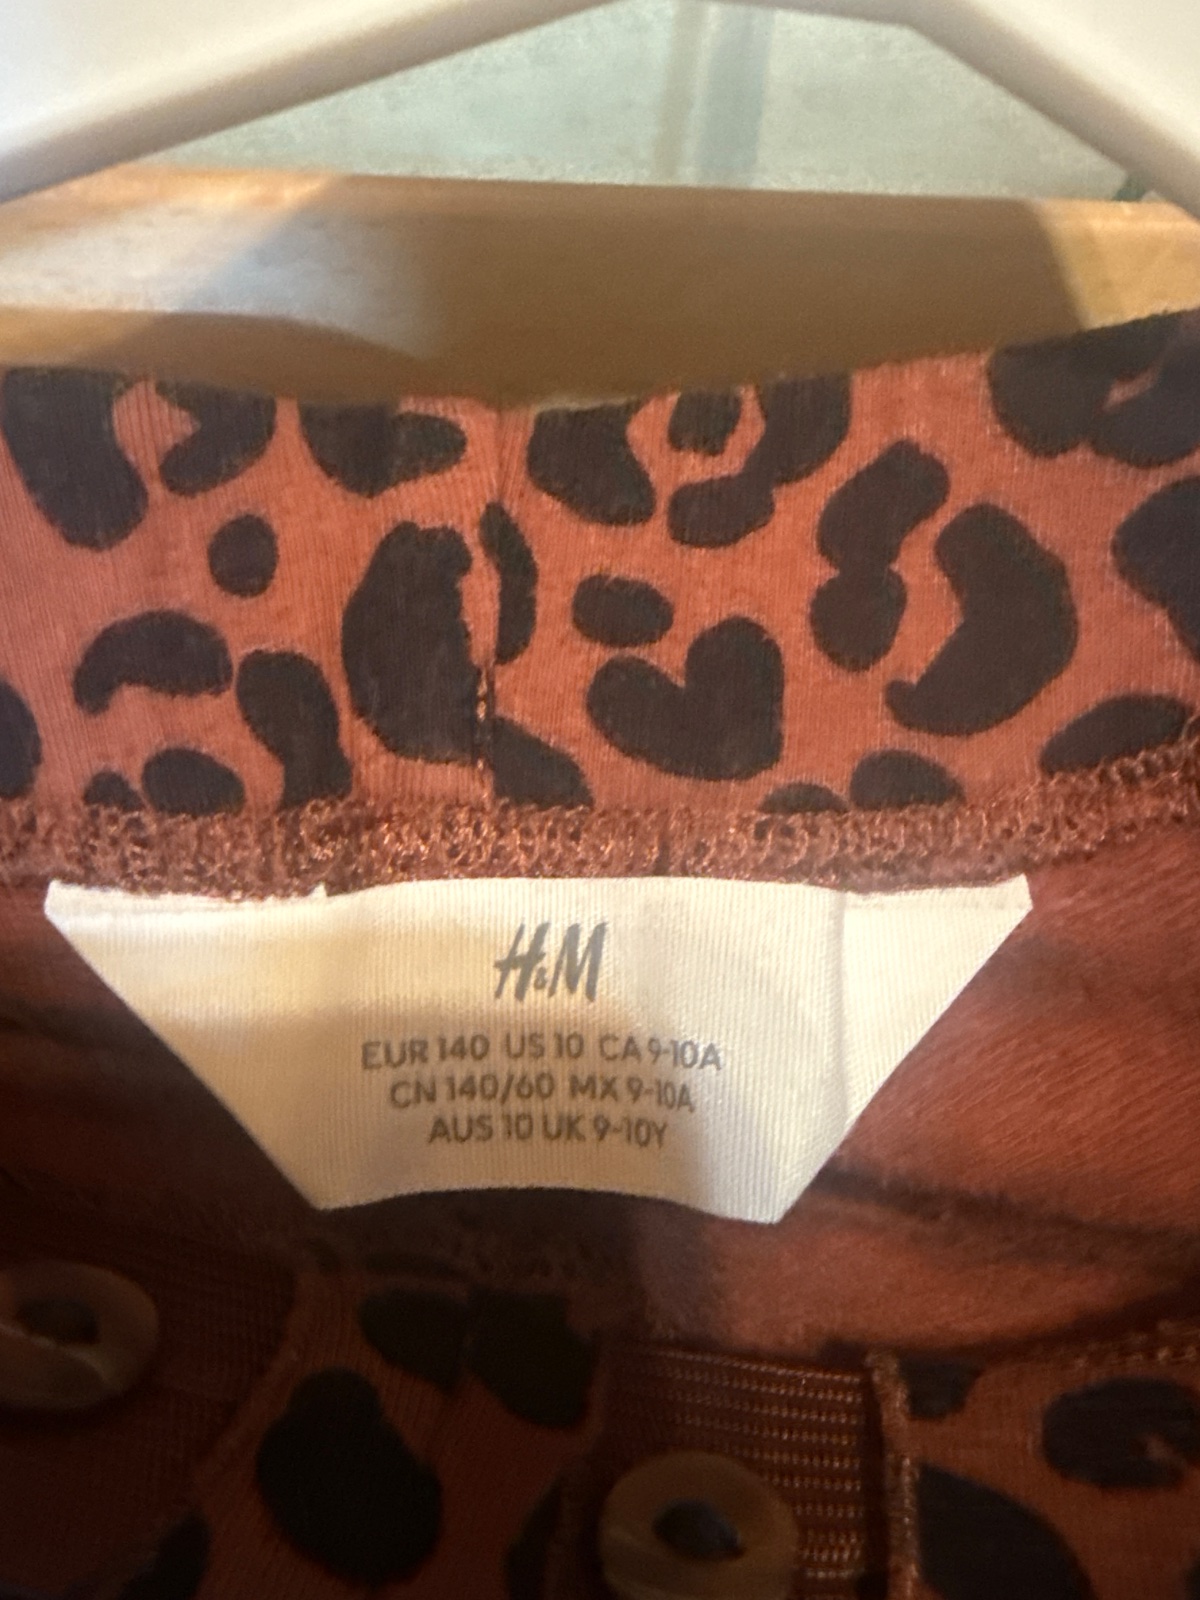 H&M
EUR 140 US 10 CA 9-10A
CN 140/60 MX 9-10A
AUS 10 UK 9-10Y